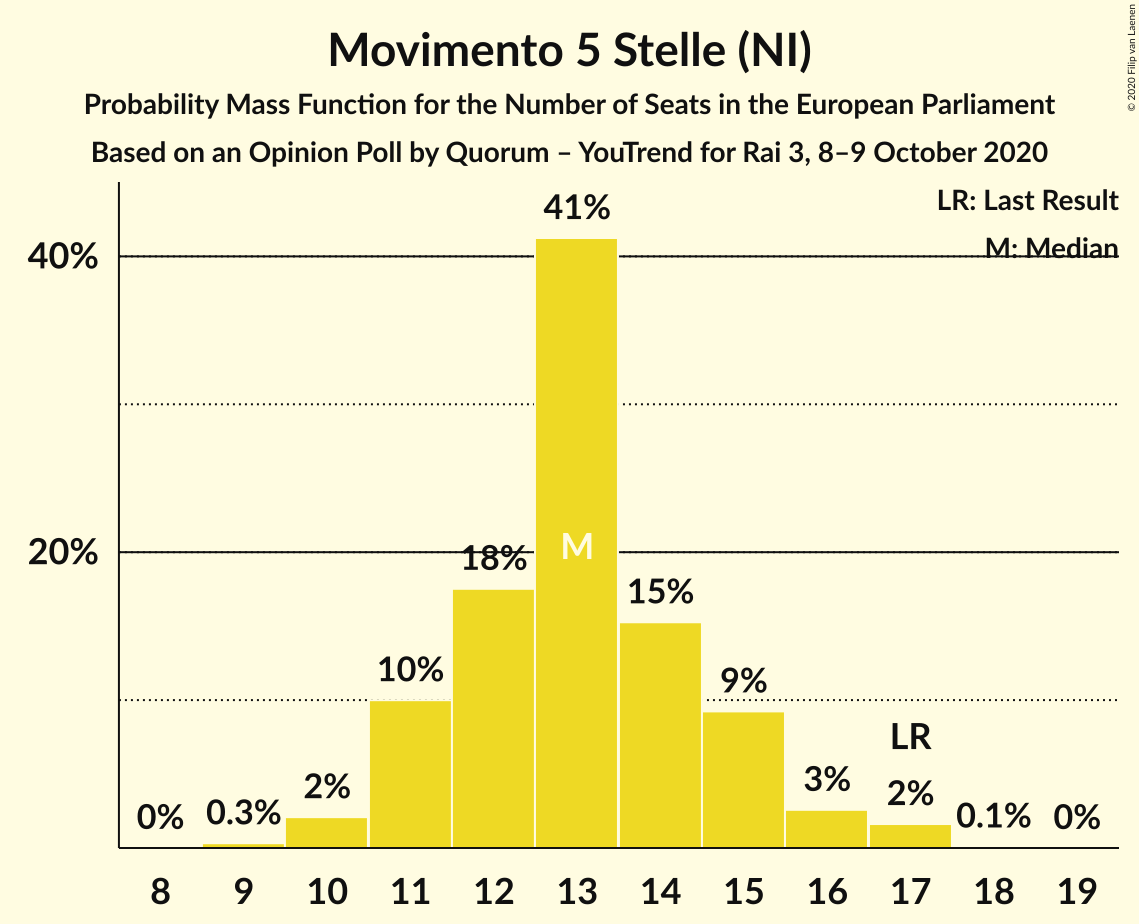 Movimento 5 Stelle (NI)
Probability Mass Function for the Number of Seats in the European Parliament
Based on an Opinion Poll by Quorum – YouTrend for Rai 3, 8–9 October 2020
© 2020 Filip van Laenen
LR: Last Result
M: Median
40%
20%
0%
0.3%
2%
10%
18%
41%
M
15%
9%
3%
LR
2%
0.1%
0%
8 9 10 11 12 13 14 15 16 17 18 19